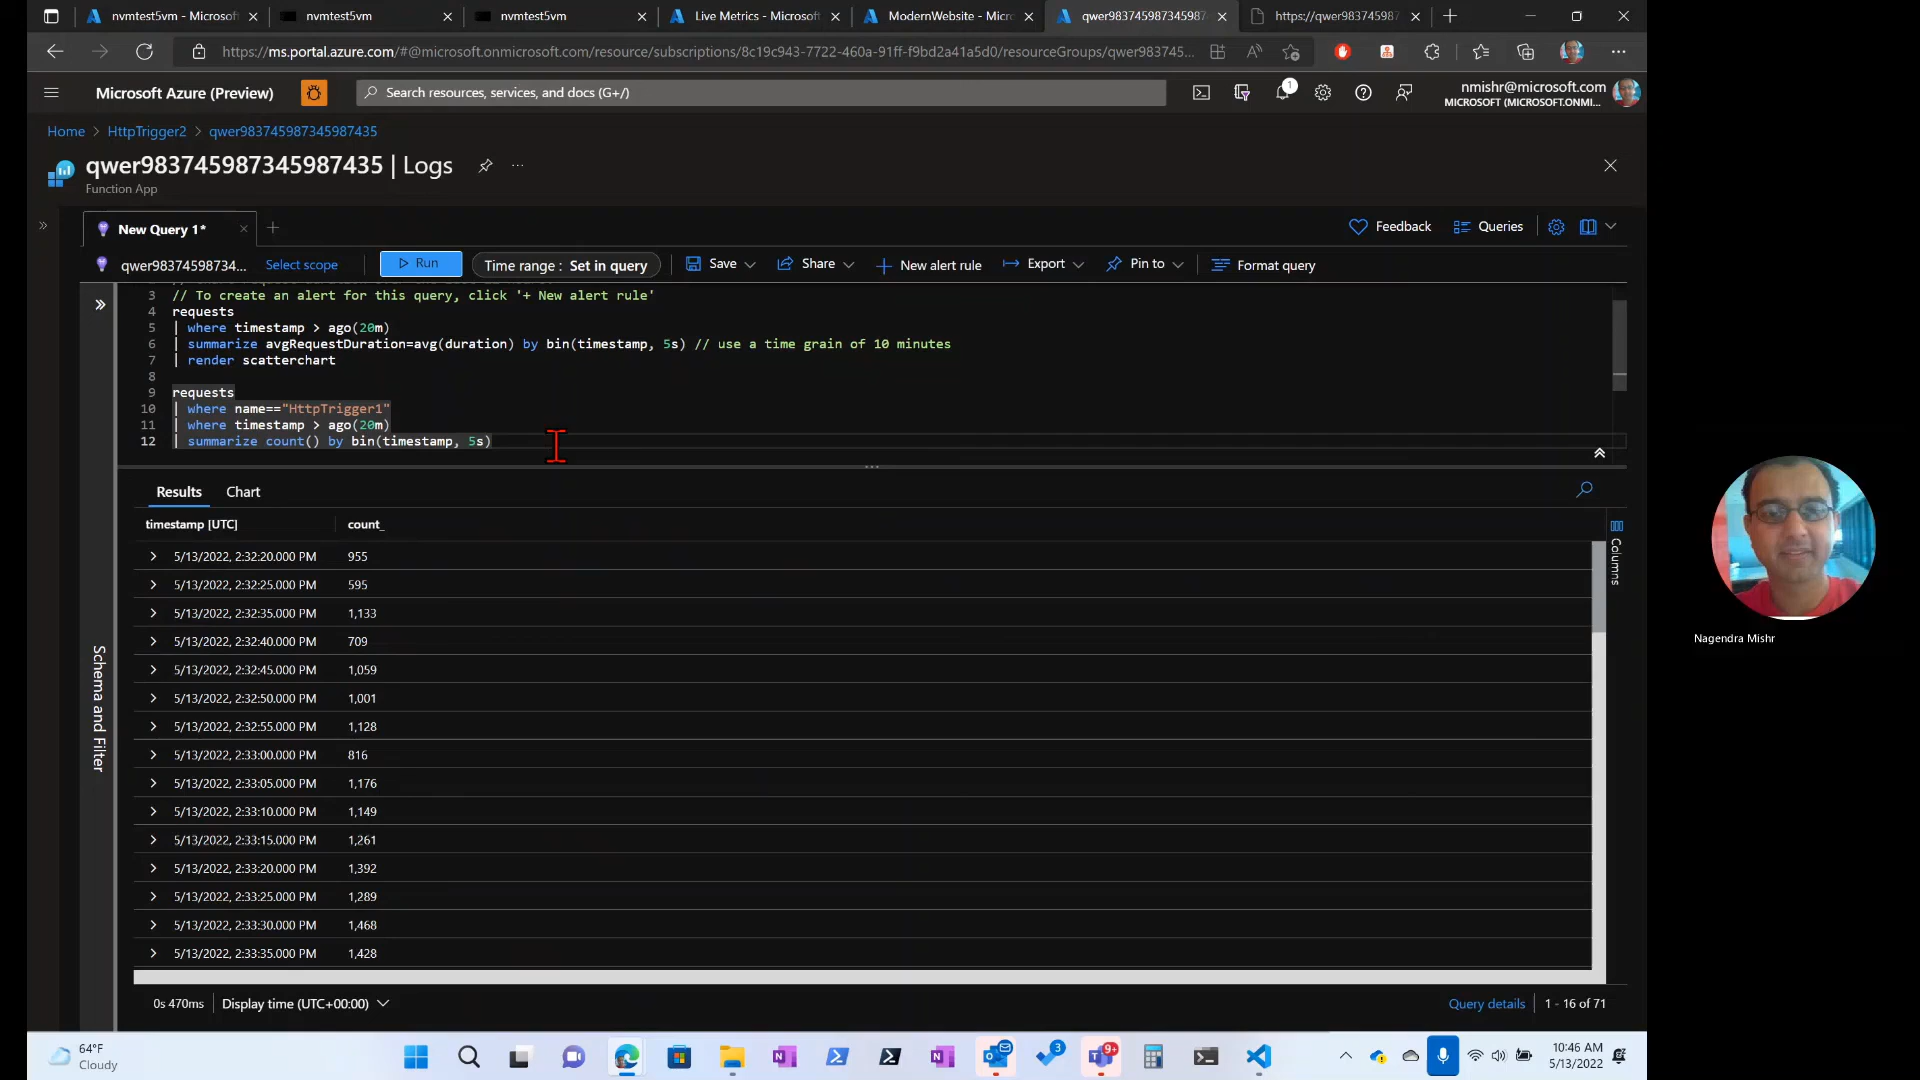 nvmtest5vm - Microsoft
nvmtest5vm
nvmtest5vm
Live Metrics - Microsoft
ModernWebsite - Micr
qwer983745987345987
https://qwer983745987
https://ms.portal.azure.com/#@microsoft.onmicrosoft.com/resource/subscriptions/8c19c943-7722-460a-91ff-f9bd2a41a5d0/resourceGroups/qwer983745...
Microsoft Azure (Preview)
Search resources, services, and docs (G+/)
1
nmishr@microsoft.com
MICROSOFT (MICROSOFT.ONMI...
Home > HttpTrigger2 > qwer983745987345987435
qwer983745987345987435 | Logs
Function App
New Query 1*
Feedback
Queries
qwer98374598734...
Select scope
Run
Time range : Set in query
Save
Share
New alert rule
Export
Pin to
Format query
3 // To create an alert for this query, click '+ New alert rule'
4 requests
5 | where timestamp > ago(20m)
6 | summarize avgRequestDuration=avg(duration) by bin(timestamp, 5s) // use a time grain of 10 minutes
7 | render scatterchart
8
9 requests
10 | where name=="HttpTrigger1"
11 | where timestamp > ago(20m)
12 | summarize count() by bin(timestamp, 5s)
Schema and Filter
Results Chart
timestamp [UTC] count_
Columns
5/13/2022, 2:32:20.000 PM 955
5/13/2022, 2:32:25.000 PM 595
5/13/2022, 2:32:35.000 PM 1,133
5/13/2022, 2:32:40.000 PM 709
5/13/2022, 2:32:45.000 PM 1,059
5/13/2022, 2:32:50.000 PM 1,001
5/13/2022, 2:32:55.000 PM 1,128
5/13/2022, 2:33:00.000 PM 816
5/13/2022, 2:33:05.000 PM 1,176
5/13/2022, 2:33:10.000 PM 1,149
5/13/2022, 2:33:15.000 PM 1,261
5/13/2022, 2:33:20.000 PM 1,392
5/13/2022, 2:33:25.000 PM 1,289
5/13/2022, 2:33:30.000 PM 1,468
5/13/2022, 2:33:35.000 PM 1,428
0s 470ms
Display time (UTC+00:00)
Query details
1 - 16 of 71
Nagendra Mishr
64°F
Cloudy
3
9+
10:46 AM
5/13/2022